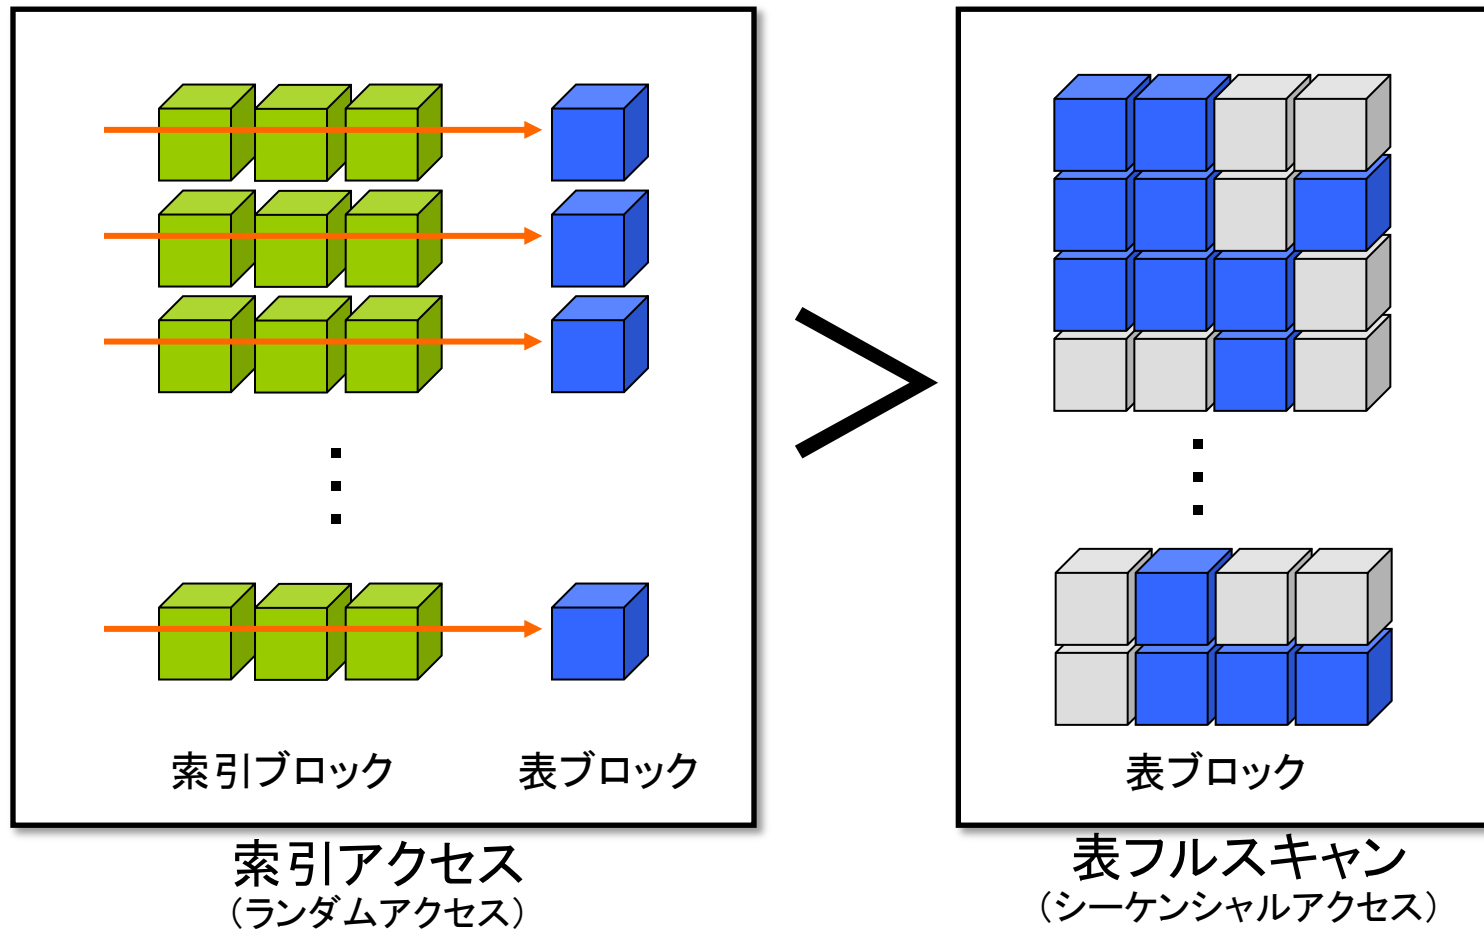 索引ブロック
表ブロック
索引アクセス
（ランダムアクセス）
>
表ブロック
表フルスキャン
（シーケンシャルアクセス）